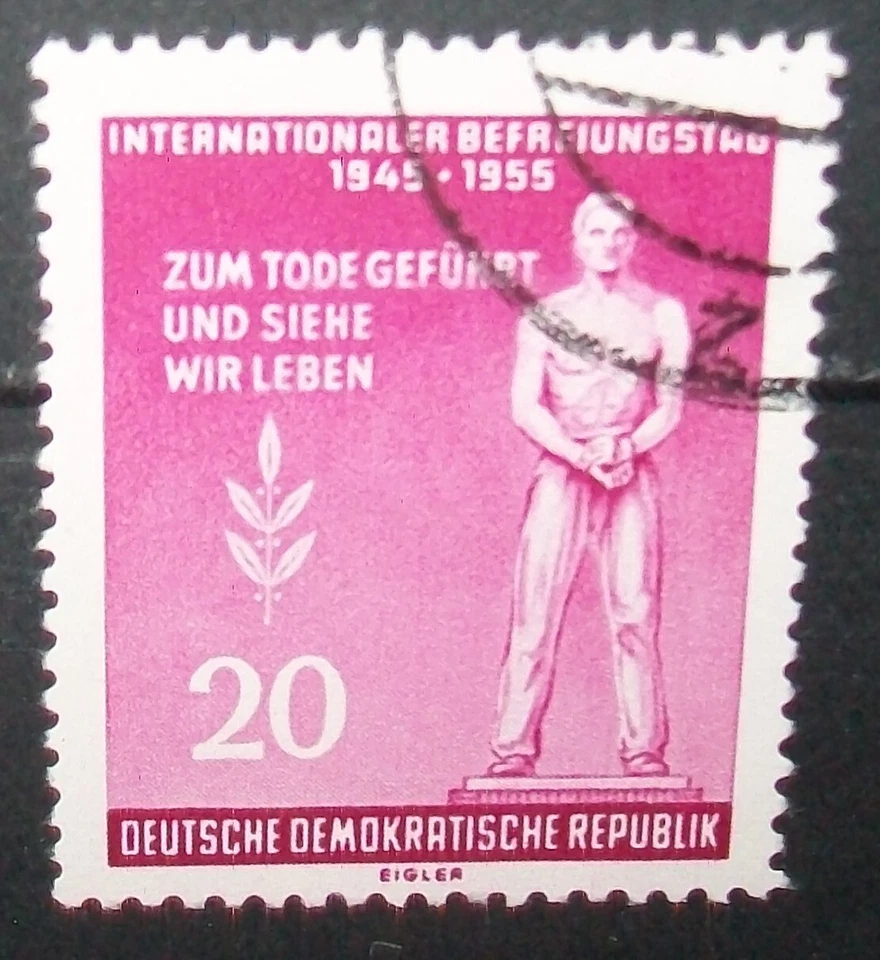 INTERNATIONALER BEFREIUNGSTAG
1945 • 1955
ZUM TODE GEFÜHRT
UND SIEHE
WIR LEBEN
20
DEUTSCHE DEMOKRATISCHE REPUBLIK
EIGLER